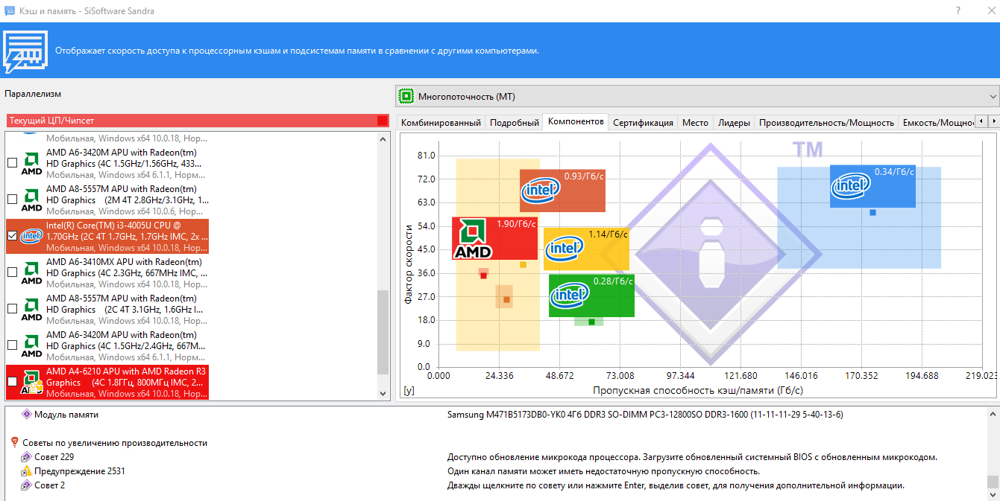 Кэш и память - SiSoftware Sandra
?
Отображает скорость доступа к процессорным кэшам и подсистемам памяти в сравнении с другими компьютерами.
Параллелизм
Многопоточность (MT)
Текущий ЦП/Чипсет
Комбинированный Подробный Компонентов Сертификация Место Лидеры Производительность/Мощность Емкость/Мощно
Мобильная, Windows x64 10.0.18, Нор...
AMD A6-3420M APU with Radeon(tm)
HD Graphics (4C 1.5GHz/1.56GHz, 433...
Мобильная, Windows x64 6.1.1, Норм...
AMD
AMD A8-5557M APU with Radeon(tm)
HD Graphics (2M 4T 2.8GHz/3.1GHz, 1...
Мобильная, Windows x64 10.0.6, Нор...
AMD
Intel(R) Core(TM) i3-4005U CPU @
1.70GHz (2C 4T 1.7GHz, 1.7GHz IMC, 2x ...
Мобильная, Windows x64 10.0.18, Нор...
intel
AMD A6-3410MX APU with Radeon(tm)
HD Graphics (4C 2.3GHz, 667MHz IMC, ...
Мобильная, Windows x64 10.0.18, Нор...
AMD
AMD A8-5557M APU with Radeon(tm)
HD Graphics (2C 4T 3.1GHz, 1.6GHz I...
Мобильная, Windows x64 10.0.18, Нор...
AMD
AMD A6-3420M APU with Radeon(tm)
HD Graphics (4C 1.5GHz/2.4GHz, 667M...
Мобильная, Windows x64 6.1.1, Норм...
AMD
AMD A4-6210 APU with AMD Radeon R3
Graphics (4C 1.8ГГц, 800МГц IMC, 2...
Мобильная, Windows x64 10.0.18, Нор...
TM
Фактор скорости
81.0
72.0
63.0
54.0
45.0
36.0
27.0
18.0
9.0
0.0
intel 0.93/Гб/с
intel 0.34/Гб/с
AMD 1.90/Гб/с
intel 1.14/Гб/с
intel 0.28/Гб/с
0.000 24.336 48.672 73.008 97.344 121.680 146.016 170.352 194.688 219.023
[y] Пропускная способность кэш/памяти (Гб/с)
Модуль памяти Samsung M471B5173DB0-YK0 4Гб DDR3 SO-DIMM PC3-12800SO DDR3-1600 (11-11-11-29 5-40-13-6)
Советы по увеличению производительности
Совет 229 Доступно обновление микрокода процессора. Загрузите обновленный системный BIOS с обновленным микрокодом.
Предупреждение 2531 Один канал памяти может иметь недостаточную пропускную способность.
Совет 2 Дважды щелкните по совету или нажмите Enter, выделив совет, для получения дополнительной информации.